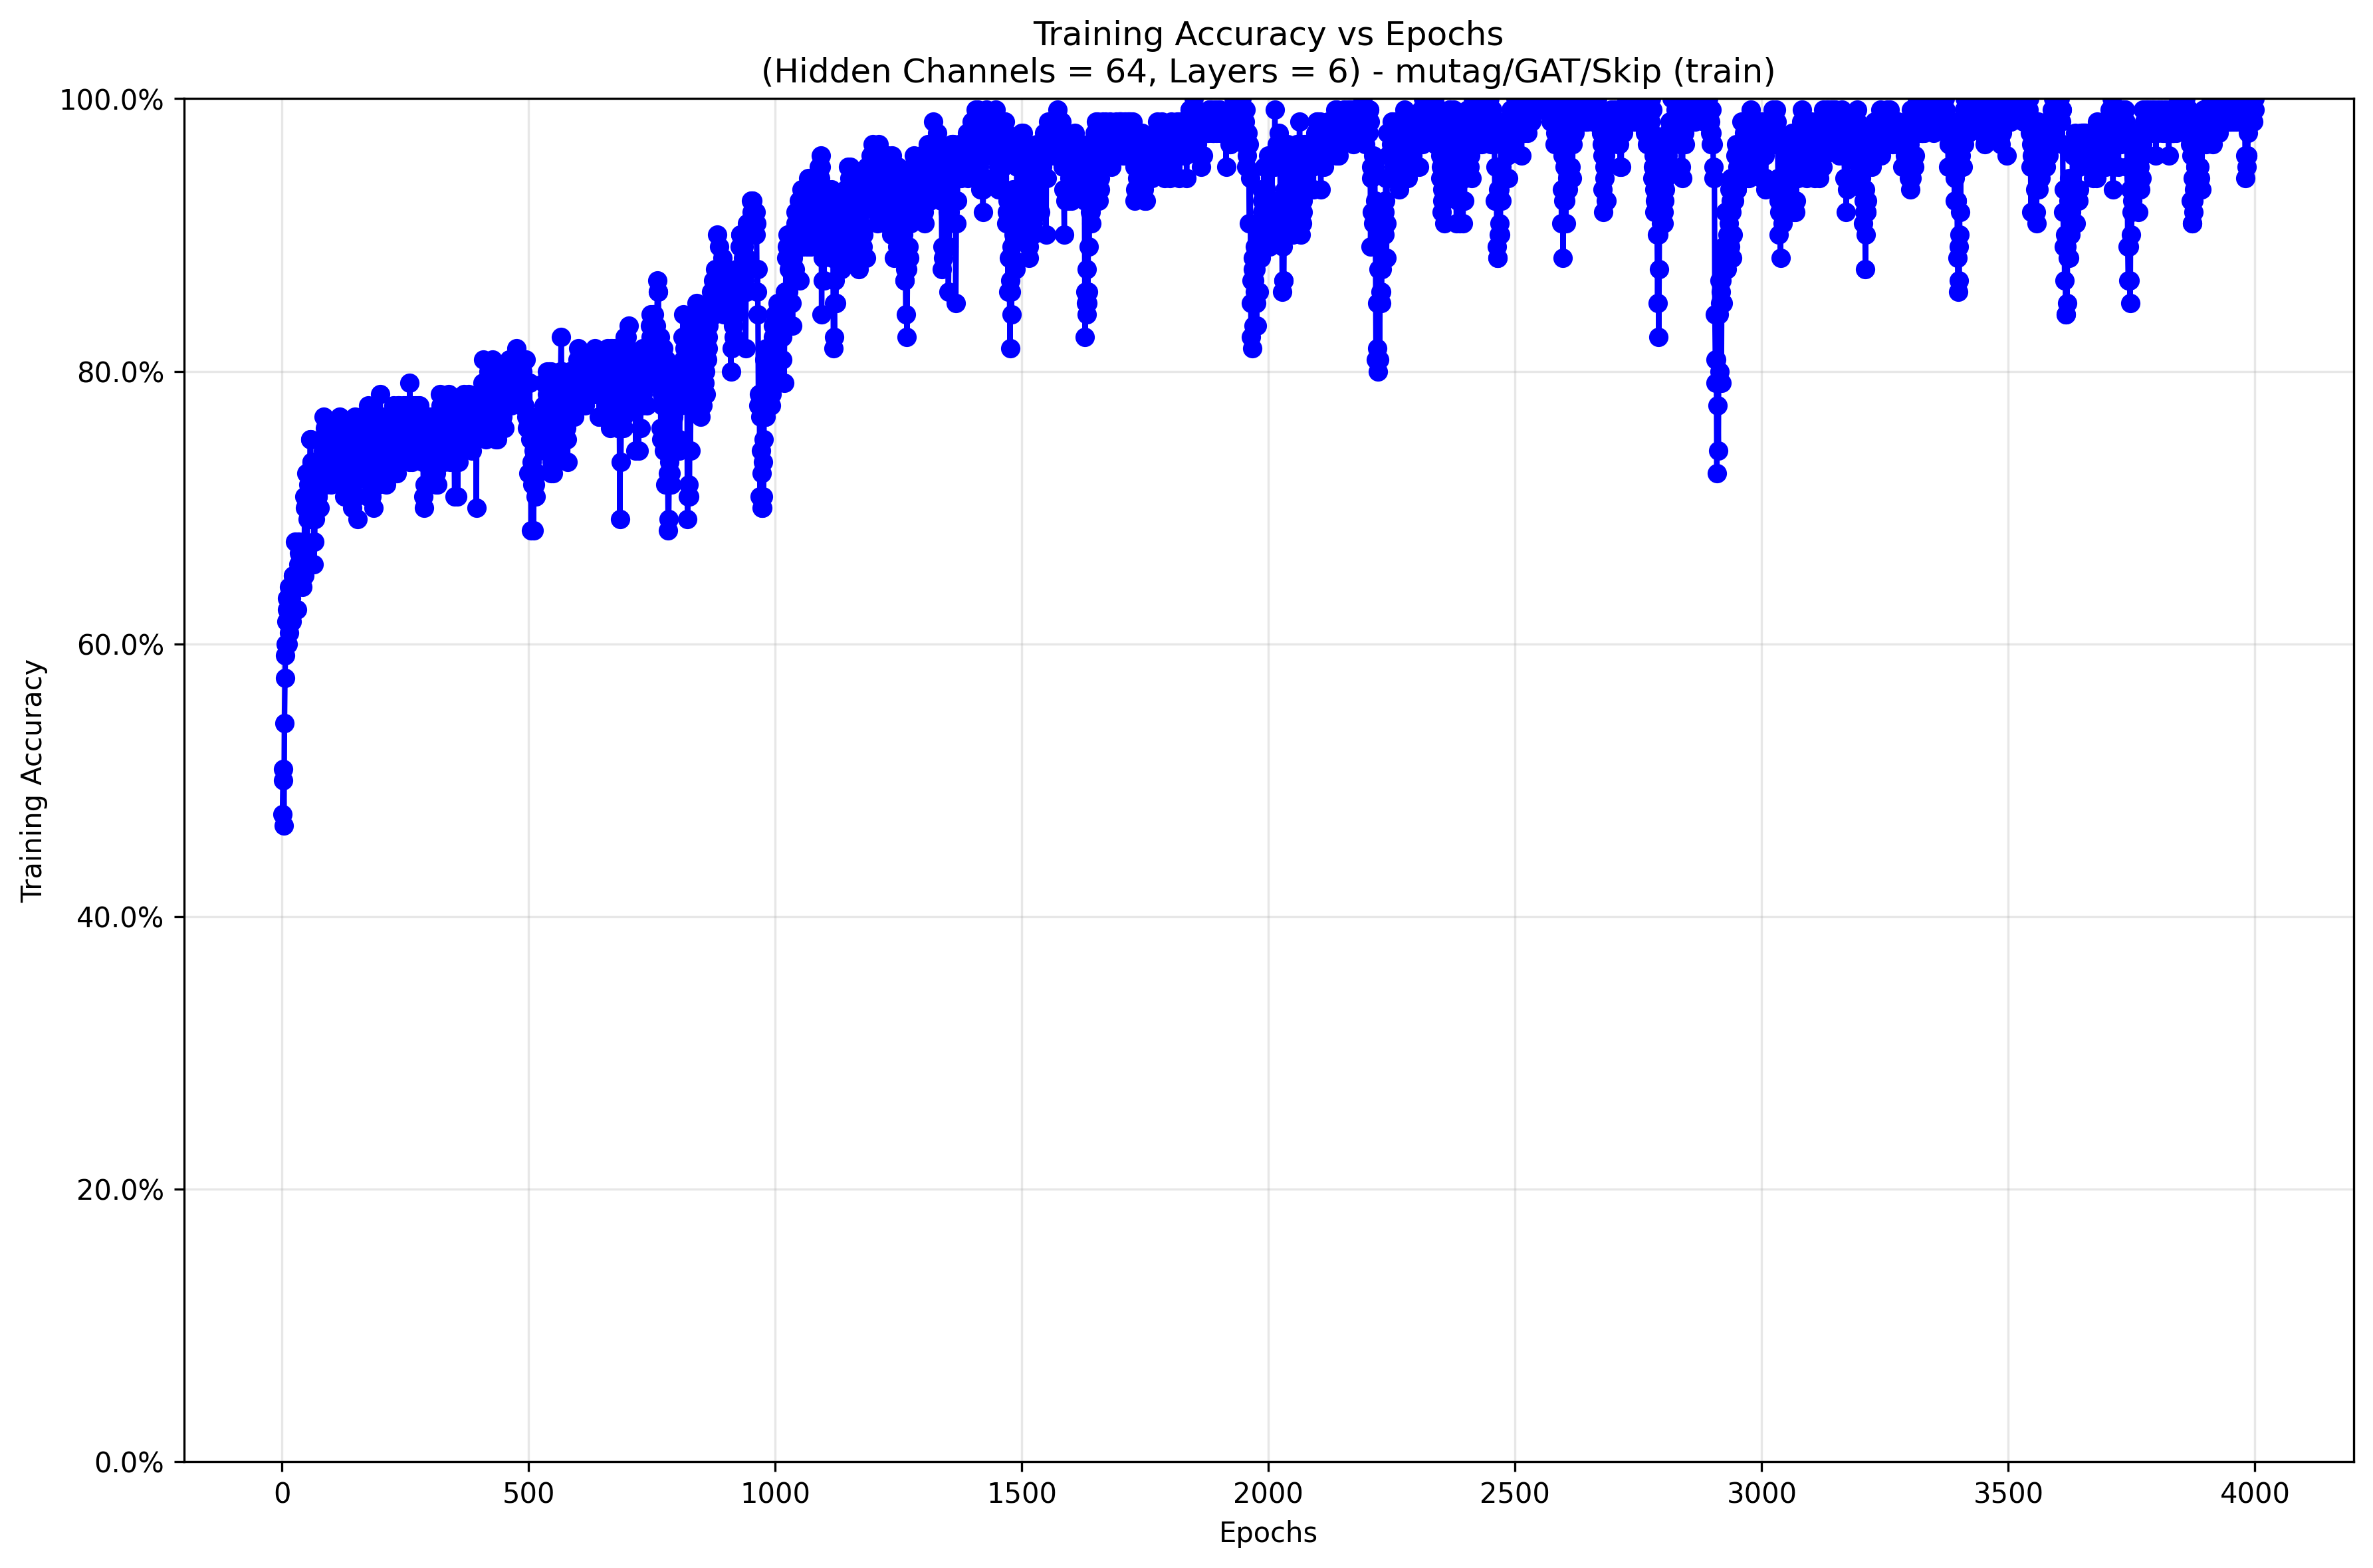 Training Accuracy vs Epochs
(Hidden Channels = 64, Layers = 6) - mutag/GAT/Skip (train)
Training Accuracy
100.0%
80.0%
60.0%
40.0%
20.0%
0.0%
0 500 1000 1500 2000 2500 3000 3500 4000
Epochs